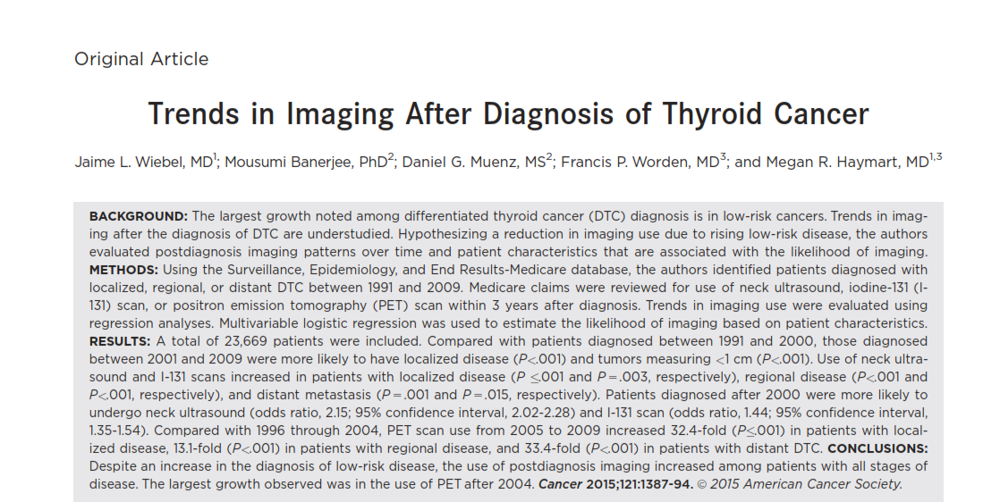 Original Article
Trends in Imaging After Diagnosis of Thyroid Cancer
Jaime L. Wiebel, MD1; Mousumi Banerjee, PhD2; Daniel G. Muenz, MS2; Francis P. Worden, MD3; and Megan R. Haymart, MD1,3
BACKGROUND: The largest growth noted among differentiated thyroid cancer (DTC) diagnosis is in low-risk cancers. Trends in imag-
ing after the diagnosis of DTC are understudied. Hypothesizing a reduction in imaging use due to rising low-risk disease, the authors
evaluated postdiagnosis imaging patterns over time and patient characteristics that are associated with the likelihood of imaging.
METHODS: Using the Surveillance, Epidemiology, and End Results-Medicare database, the authors identified patients diagnosed with
localized, regional, or distant DTC between 1991 and 2009. Medicare claims were reviewed for use of neck ultrasound, iodine-131 (I-
131) scan, or positron emission tomography (PET) scan within 3 years after diagnosis. Trends in imaging use were evaluated using
regression analyses. Multivariable logistic regression was used to estimate the likelihood of imaging based on patient characteristics.
RESULTS: A total of 23,669 patients were included. Compared with patients diagnosed between 1991 and 2000, those diagnosed
between 2001 and 2009 were more likely to have localized disease (P<.001) and tumors measuring <1 cm (P<.001). Use of neck ultra-
sound and I-131 scans increased in patients with localized disease (P ≤.001 and P=.003, respectively), regional disease (P<.001 and
P<.001, respectively), and distant metastasis (P=.001 and P=.015, respectively). Patients diagnosed after 2000 were more likely to
undergo neck ultrasound (odds ratio, 2.15; 95% confidence interval, 2.02-2.28) and I-131 scan (odds ratio, 1.44; 95% confidence interval,
1.35-1.54). Compared with 1996 through 2004, PET scan use from 2005 to 2009 increased 32.4-fold (P≤.001) in patients with local-
ized disease, 13.1-fold (P<.001) in patients with regional disease, and 33.4-fold (P<.001) in patients with distant DTC. CONCLUSIONS:
Despite an increase in the diagnosis of low-risk disease, the use of postdiagnosis imaging increased among patients with all stages of
disease. The largest growth observed was in the use of PET after 2004. Cancer 2015;121:1387-94. © 2015 American Cancer Society.